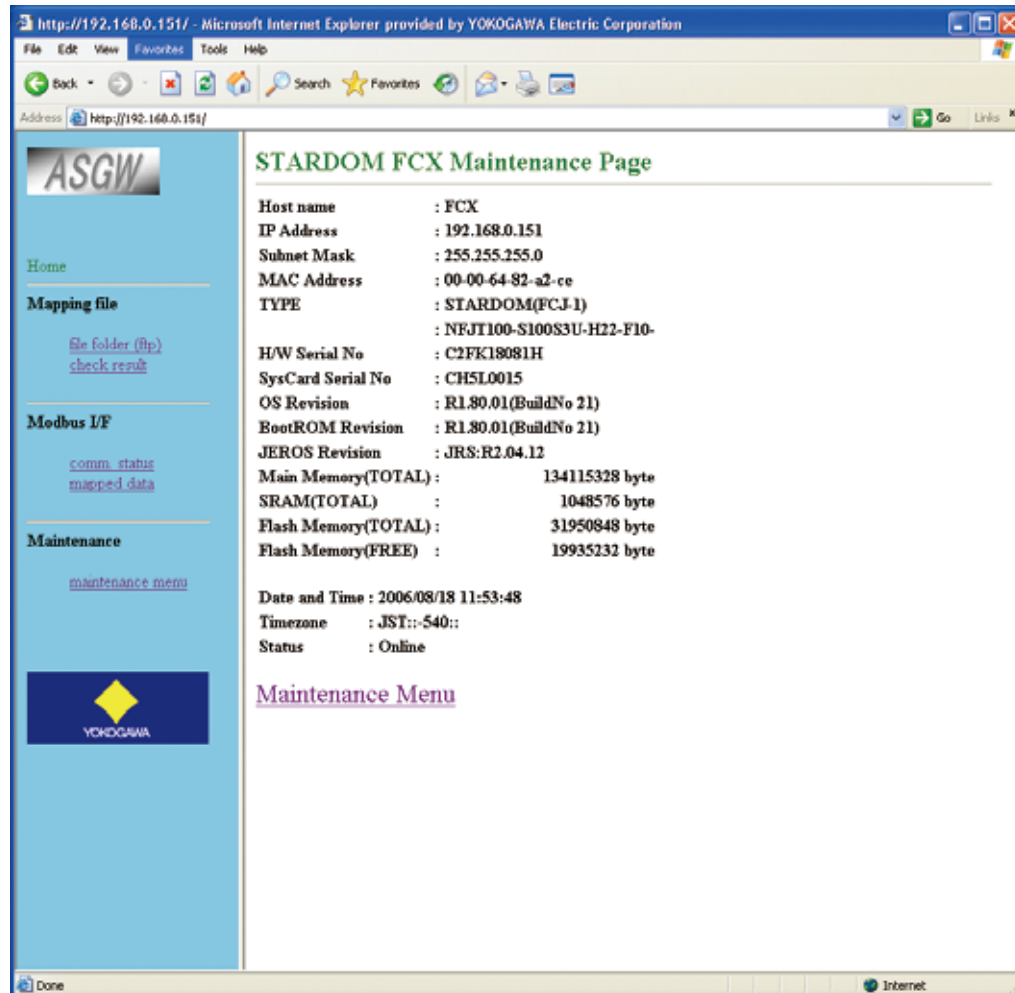 http://192.168.0.151/ - Microsoft Internet Explorer provided by YOKOGAWA Electric Corporation
File Edit View Favorites Tools Help
Back Search Favorites
Address http://192.168.0.151/ Go Links
ASGW
Home
Mapping file
file folder (ftp)
check result
Modbus I/F
comm. status
mapped data
Maintenance
maintenance menu
YOKOGAWA
STARDOM FCX Maintenance Page
Host name : FCX
IP Address : 192.168.0.151
Subnet Mask : 255.255.255.0
MAC Address : 00-00-64-82-a2-ce
TYPE : STARDOM(FCJ-1)
: NFJT100-S100S3U-H22-F10-
H/W Serial No : C2FK18081H
SysCard Serial No : CH5L0015
OS Revision : R1.80.01(BuildNo 21)
BootROM Revision : R1.80.01(BuildNo 21)
JEROS Revision : JRS:R2.04.12
Main Memory(TOTAL) : 134115328 byte
SRAM(TOTAL) : 1048576 byte
Flash Memory(TOTAL) : 31950848 byte
Flash Memory(FREE) : 19935232 byte
Date and Time : 2006/08/18 11:53:48
Timezone : JST::-540::
Status : Online
Maintenance Menu
Done Internet